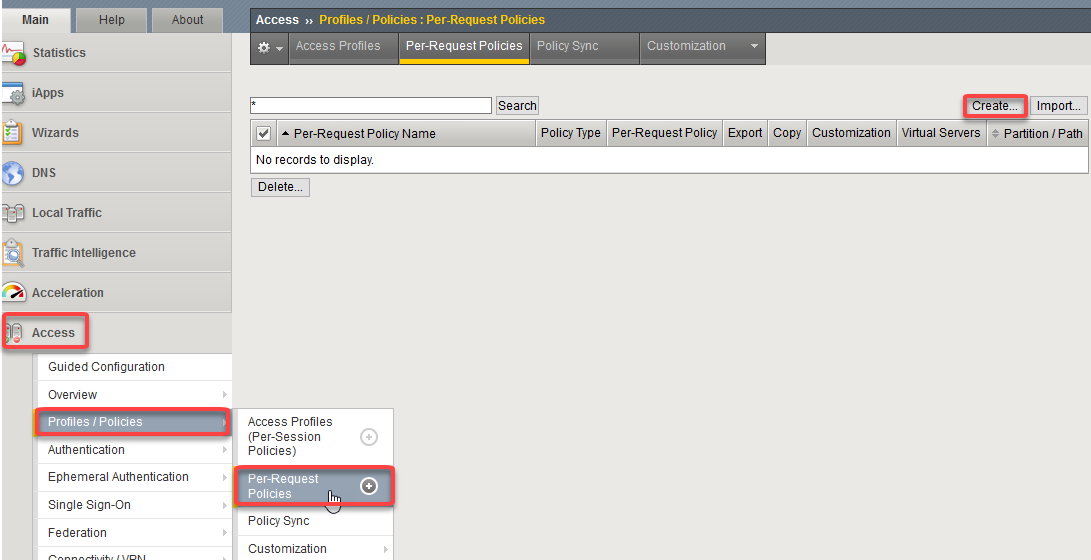 Main Help About
Access ›› Profiles / Policies : Per-Request Policies
Access Profiles Per-Request Policies Policy Sync Customization
Statistics
iApps
Wizards
DNS
Local Traffic
Traffic Intelligence
Acceleration
Access
Guided Configuration
Overview
Profiles / Policies
Authentication
Ephemeral Authentication
Single Sign-On
Federation
Connectivity / VPN
Access Profiles
(Per-Session
Policies)
Per-Request
Policies
Policy Sync
Customization
* Search Create... Import...
Per-Request Policy Name Policy Type Per-Request Policy Export Copy Customization Virtual Servers Partition / Path
No records to display.
Delete...